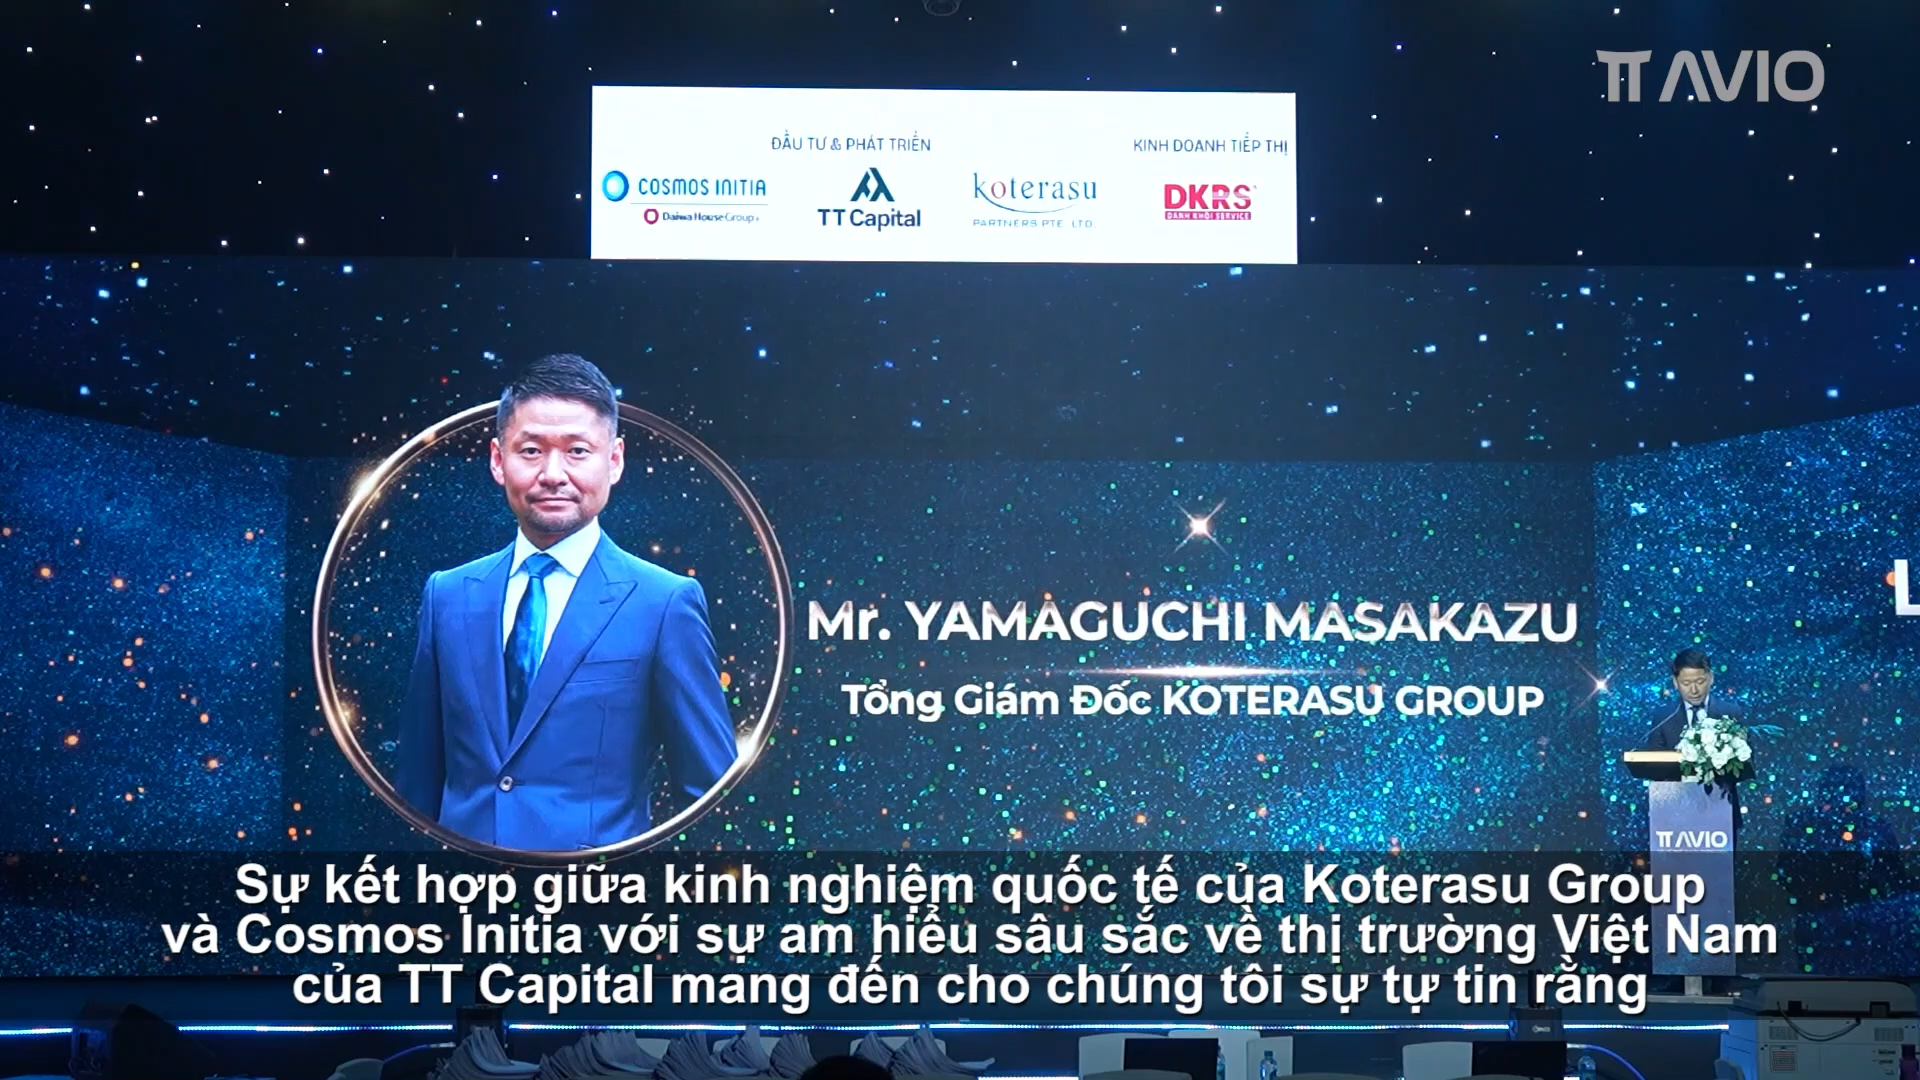 TT AVIO
ĐẦU TƯ & PHÁT TRIỂN
KINH DOANH TIẾP THỊ
COSMOS INITIA
Daiwa House Group
TT Capital
koterasu
PARTNERS PTE. LTD.
DKRS
DANH KHOI SERVICE
Mr. YAMAGUCHI MASAKAZU
Tổng Giám Đốc KOTERASU GROUP
L
TT AVIO
Sự kết hợp giữa kinh nghiệm quốc tế của Koterasu Group
và Cosmos Initia với sự am hiểu sâu sắc về thị trường Việt Nam
của TT Capital mang đến cho chúng tôi sự tự tin rằng